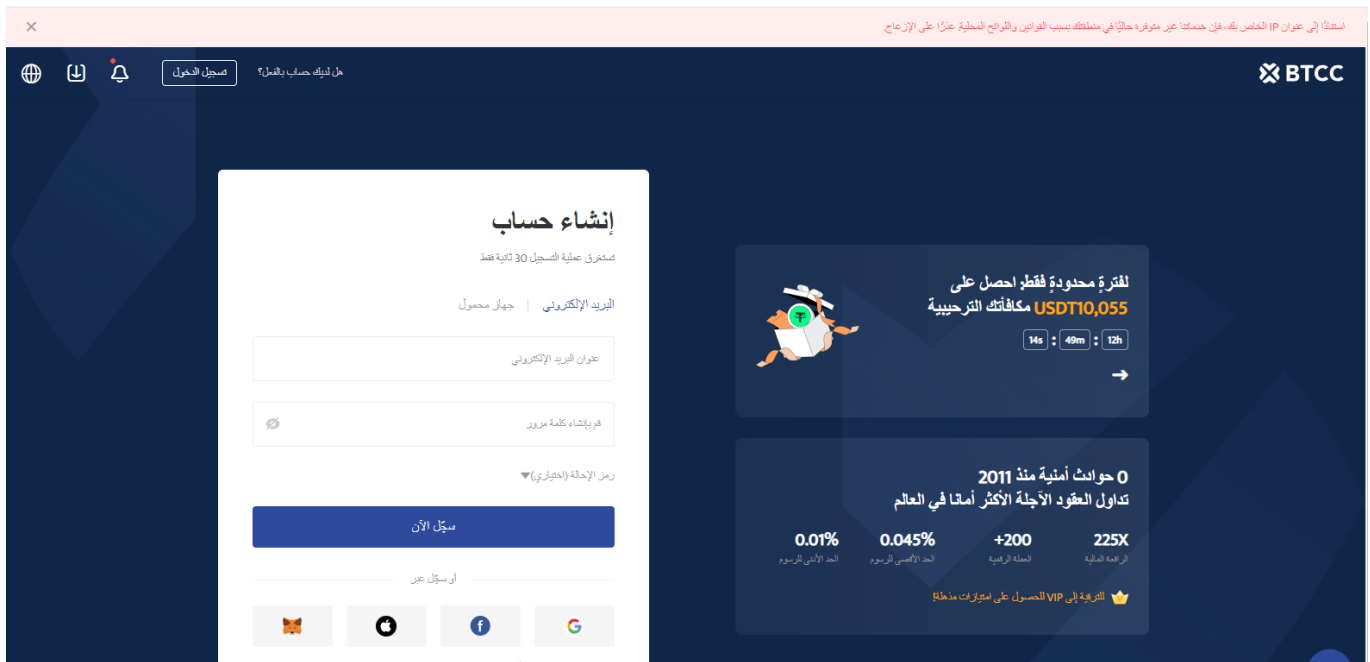 استنادًا إلى عنوان IP الخاص بك، فإن خدماتنا غير متوفرة حاليًا في منطقتك بسبب القوانين واللوائح المحلية عذرًا على الإزعاج.
BTCC
هل لديك حساب بالفعل؟
تسجيل الدخول
إنشاء حساب
تستغرق عملية التسجيل 30 ثانية فقط
البريد الإلكتروني | جهاز محمول
عنوان البريد الإلكتروني
قم بإنشاء كلمة مرور
رمز الإحالة (اختياري)
سجّل الآن
أو سجّل عبر
لفترةٍ محدودةٍ فقط، احصل على
USDT10,055 مكافأتك الترحيبية
12h : 49m : 14s
0 حوادث أمنية منذ 2011
تداول العقود الآجلة الأكثر أمانا في العالم
225X
200+
0.045%
0.01%
الرافعة المالية
العملة الرقمية
الحد الأقصى للرسوم
الحد الأدنى للرسوم
الترقية إلى VIP للحصول على امتيازات مذهلة!